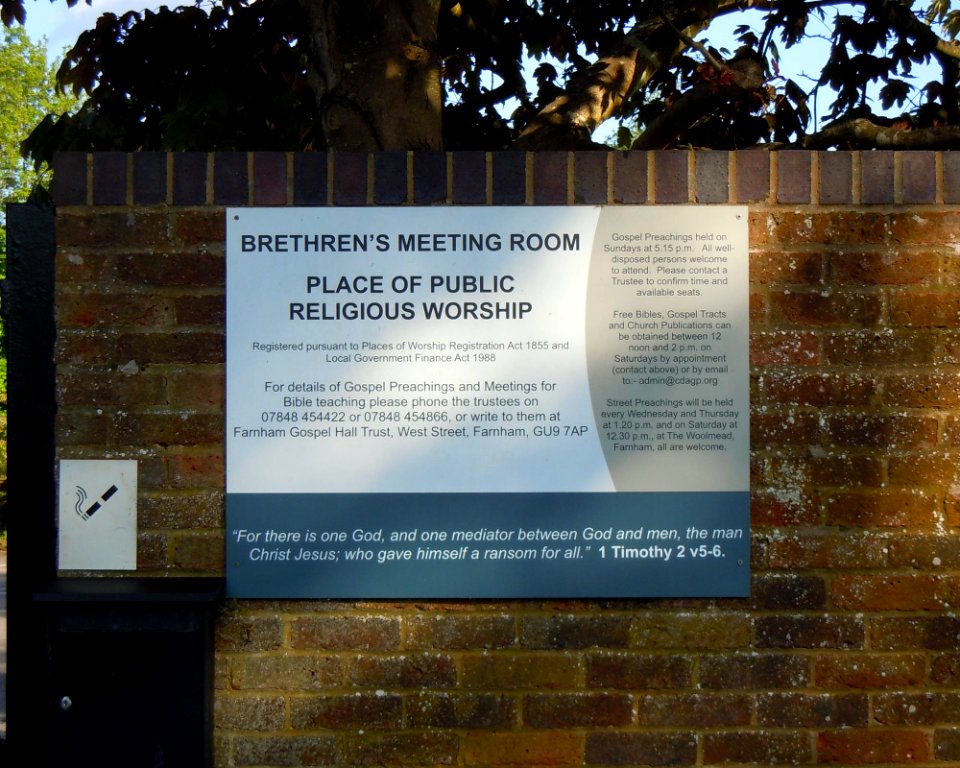 BRETHREN'S MEETING ROOM
PLACE OF PUBLIC
RELIGIOUS WORSHIP
Registered pursuant to Places of Worship Registration Act 1855 and
Local Government Finance Act 1988
For details of Gospel Preachings and Meetings for
Bible teaching please phone the trustees on
07848 454422 or 07848 454866, or write to them at
Farnham Gospel Hall Trust, West Street, Farnham, GU9 7AP
Gospel Preachings held on
Sundays at 5.15 p.m. All well-
disposed persons welcome
to attend. Please contact a
Trustee to confirm time and
available seats.
Free Bibles, Gospel Tracts
and Church Publications can
be obtained between 12
noon and 2 p.m. on
Saturdays by appointment
(contact above) or by email
to:- admin@cdagp.org
Street Preachings will be held
every Wednesday and Thursday
at 1.20 p.m. and on Saturday at
12.30 p.m., at The Woolmead,
Farnham, all are welcome.
"For there is one God, and one mediator between God and men, the man
Christ Jesus; who gave himself a ransom for all." 1 Timothy 2 v5-6.